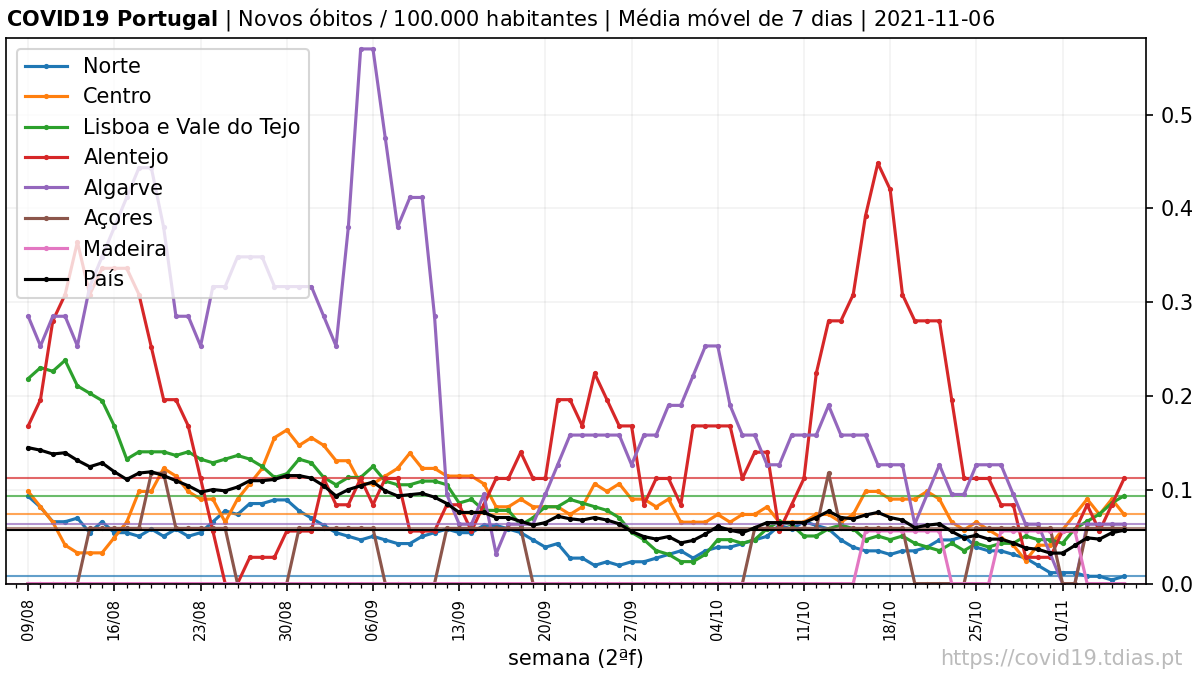 COVID19 Portugal | Novos óbitos / 100.000 habitantes | Média móvel de 7 dias | 2021-11-06
Norte
Centro
Lisboa e Vale do Tejo
Alentejo
Algarve
Açores
Madeira
País
0.5
0.4
0.3
0.2
0.1
0.0
09/08 16/08 23/08 30/08 06/09 13/09 20/09 27/09 04/10 11/10 18/10 25/10 01/11
semana (2ªf)
https://covid19.tdias.pt